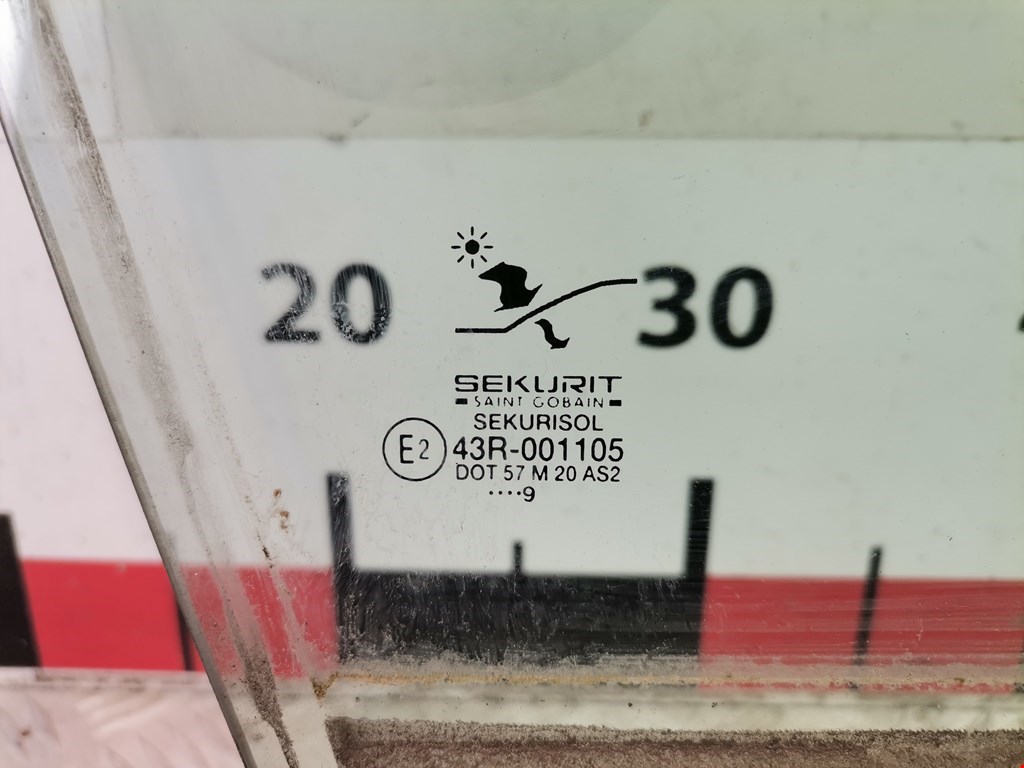 20 30
SEKURIT
SAINT GOBAIN
SEKURISOL
E2 43R-001105
DOT 57 M 20 AS2
····9